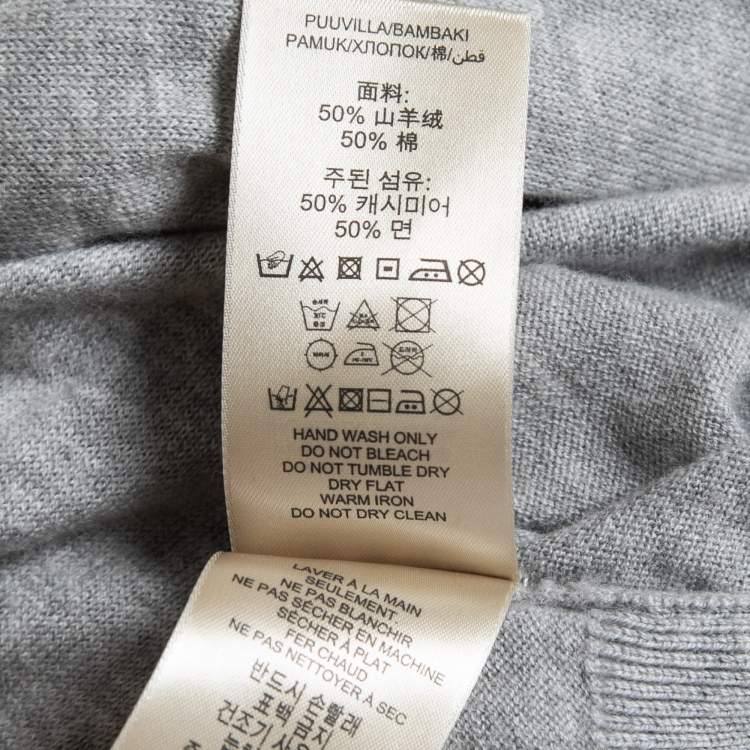 PUUVILLA/BAMBAKI
PAMUK/ХЛОПОК/棉/قطن
面料:
50% 山羊绒
50% 棉
주된 섬유:
50% 캐시미어
50% 면
HAND WASH ONLY
DO NOT BLEACH
DO NOT TUMBLE DRY
DRY FLAT
WARM IRON
DO NOT DRY CLEAN
LAVER À LA MAIN
SEULEMENT
NE PAS BLANCHIR
NE PAS SÉCHER EN MACHINE
SÉCHER À PLAT
FER CHAUD
NE PAS NETTOYER À SEC
반드시 손빨래
표백 금지
건조기 사용